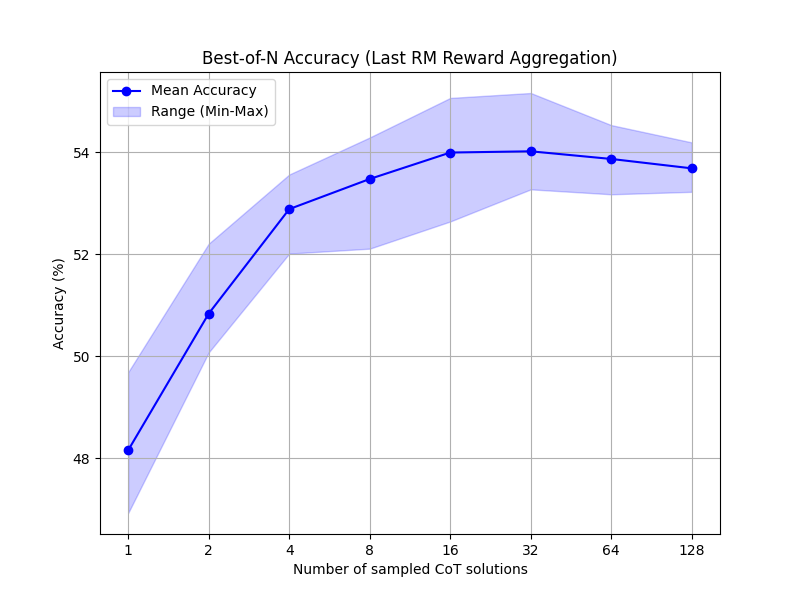 Best-of-N Accuracy (Last RM Reward Aggregation)
Mean Accuracy
Range (Min-Max)
Accuracy (%)
54
52
50
48
1 2 4 8 16 32 64 128
Number of sampled CoT solutions